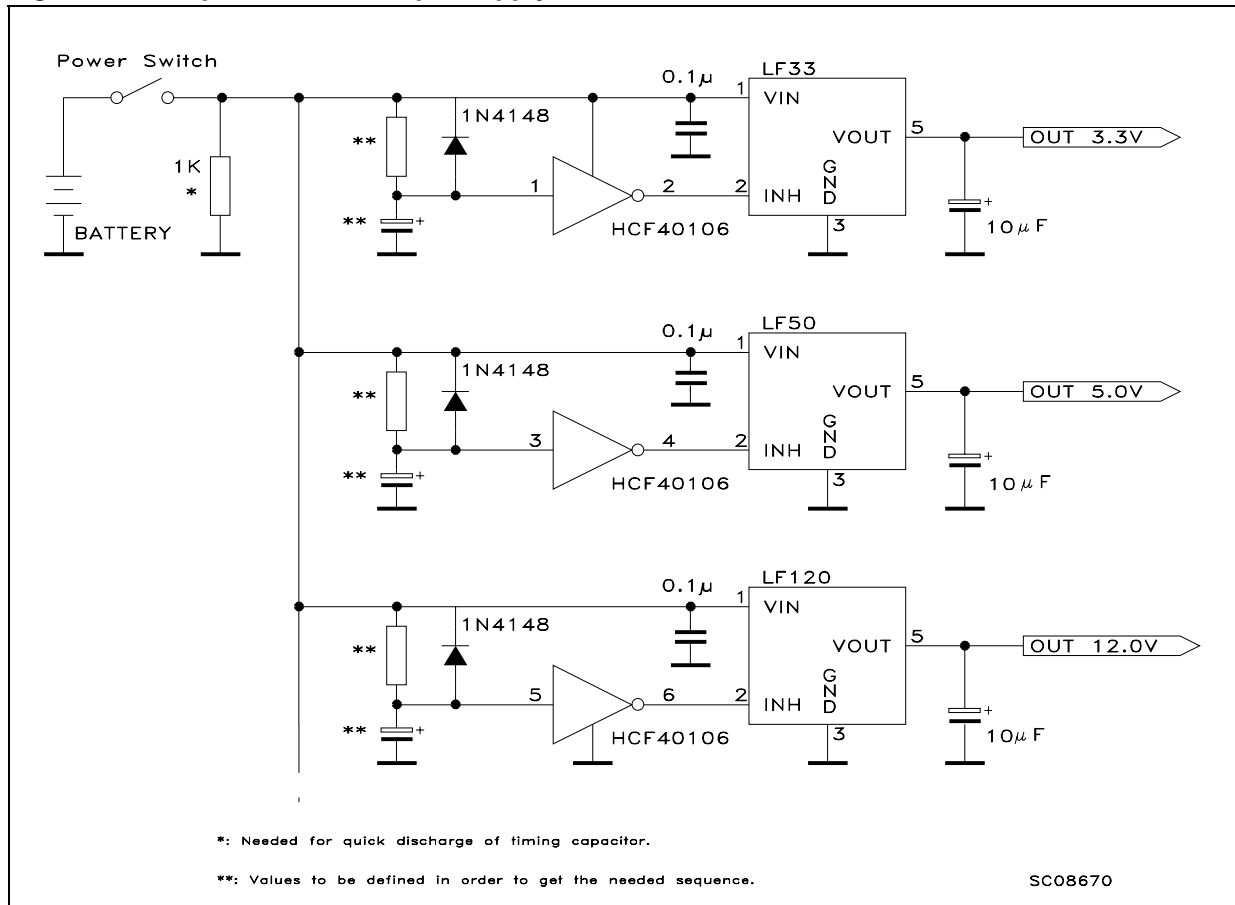 Power Switch
BATTERY
1K
*
**
**
1N4148
1
2
HCF40106
0.1μ
LF33
1
VIN
2
INH
GND
3
VOUT
5
+
+
10μF
OUT 3.3V
**
**
1N4148
3
4
HCF40106
0.1μ
LF50
1
VIN
2
INH
GND
3
VOUT
5
+
+
10μF
OUT 5.0V
**
**
1N4148
5
6
HCF40106
0.1μ
LF120
1
VIN
2
INH
GND
3
VOUT
5
+
+
10μF
OUT 12.0V
*: Needed for quick discharge of timing capacitor.
**: Values to be defined in order to get the needed sequence.
SC08670